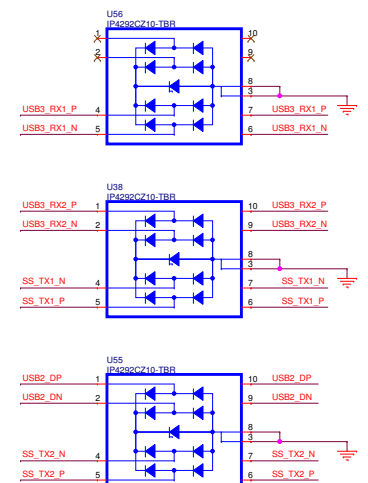 U56
IP4292CZ10-TBR
1 10
2 9
8
3
USB3_RX1_P 4 7 USB3_RX1_P
USB3_RX1_N 5 6 USB3_RX1_N
U38
IP4292CZ10-TBR
USB3_RX2_P 1 10 USB3_RX2_P
USB3_RX2_N 2 9 USB3_RX2_N
8
3
SS_TX1_N 4 7 SS_TX1_N
SS_TX1_P 5 6 SS_TX1_P
U55
IP4292CZ10-TBR
USB2_DP 1 10 USB2_DP
USB2_DN 2 9 USB2_DN
8
3
SS_TX2_N 4 7 SS_TX2_N
SS_TX2_P 5 6 SS_TX2_P